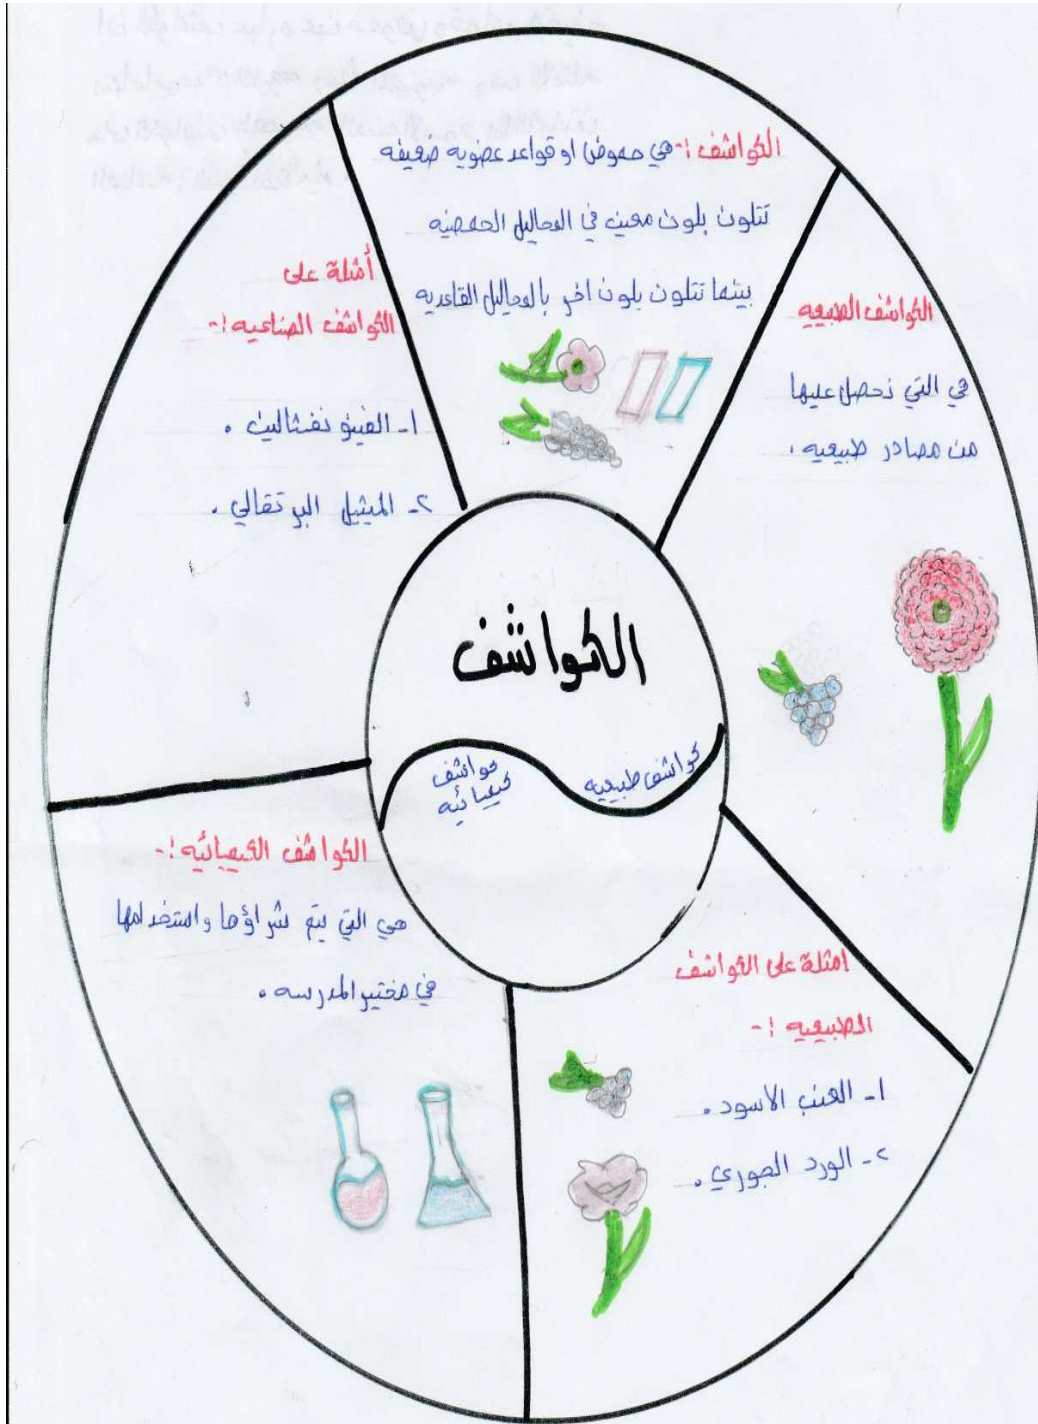 الكواشف :- هي حموض او قواعد عضويه ضعيفه
تتلون بلون معين في المحاليل الحمضيه
بينما تتلون بلون اخر بالمحاليل القاعديه
الكواشف الطبيعيه
هي التي نحصل عليها
من مصادر طبيعيه .
امثلة على الكواشف
الطبيعيه :-
١- العنب الاسود .
٢- الورد الجوري .
الكواشف الكيميائيه :-
هي التي يتم شراؤها واستخدامها
في مختبر المدرسه .
أمثلة على
الكواشف الصناعيه :-
١- الفينو نفثالين .
٢- الميثيل البرتقالي .
الكواشف
كواشف طبيعيه
كواشف
كيميائيه